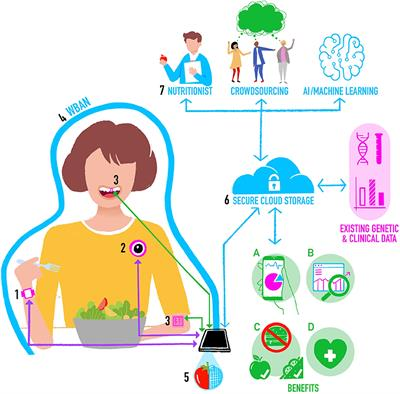 7 NUTRITIONIST
CROWDSOURCING
AI/MACHINE LEARNING
4 WBAN
3
6 SECURE CLOUD STORAGE
EXISTING GENETIC
& CLINICAL DATA
2
A
B
1
3
C
D
5
BENEFITS